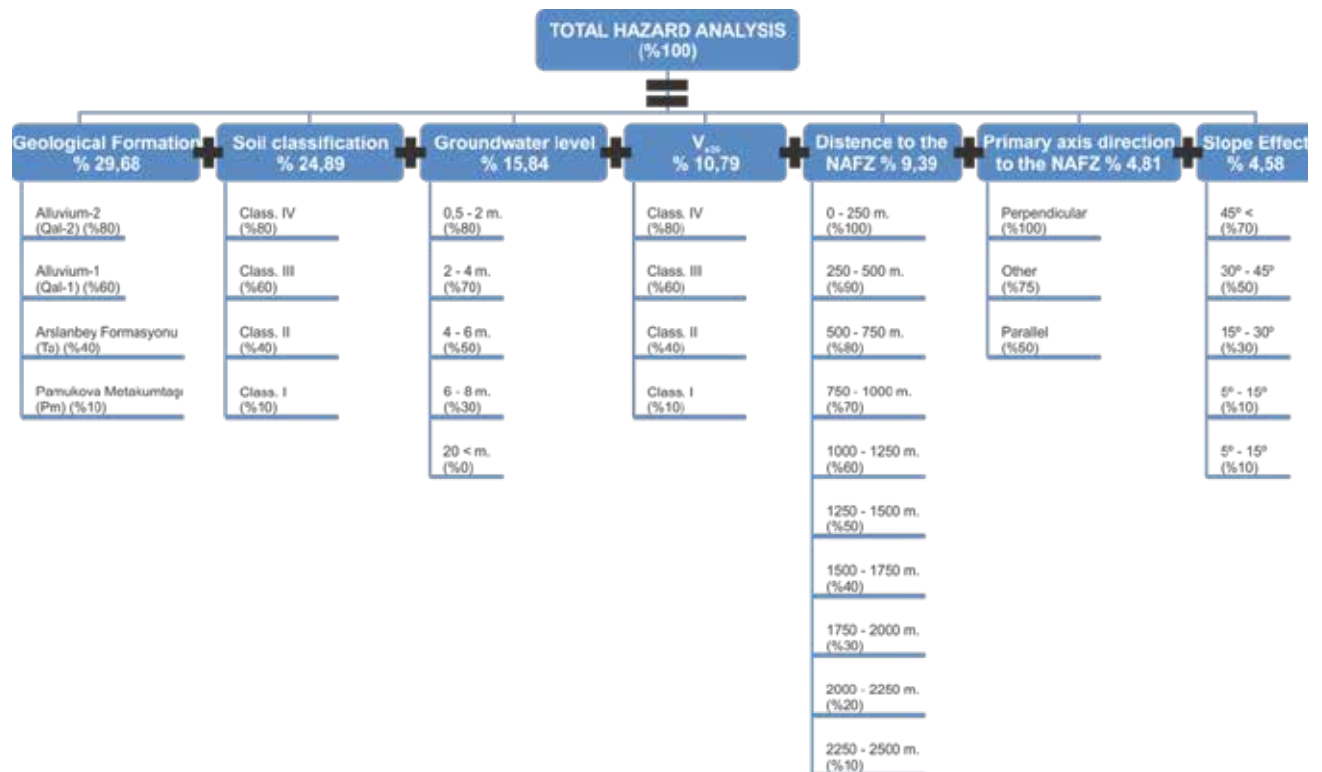 TOTAL HAZARD ANALYSIS
(%100)
Geological Formation
% 29,68
Alluvium-2
(Qal-2) (%80)
Alluvium-1
(Qal-1) (%60)
Arslanbey Formasyonu
(Ta) (%40)
Pamukova Metakumtaşı
(Pm) (%10)
Soil classification
% 24,89
Class. IV
(%80)
Class. III
(%60)
Class. II
(%40)
Class. I
(%10)
Groundwater level
% 15,84
0,5 - 2 m.
(%80)
2 - 4 m.
(%70)
4 - 6 m.
(%50)
6 - 8 m.
(%30)
20 < m.
(%0)
Vs30
% 10,79
Class. IV
(%80)
Class. III
(%60)
Class. II
(%40)
Class. I
(%10)
Distence to the
NAFZ % 9,39
0 - 250 m.
(%100)
250 - 500 m.
(%90)
500 - 750 m.
(%80)
750 - 1000 m.
(%70)
1000 - 1250 m.
(%60)
1250 - 1500 m.
(%50)
1500 - 1750 m.
(%40)
1750 - 2000 m.
(%30)
2000 - 2250 m.
(%20)
2250 - 2500 m.
(%10)
Primary axis direction
to the NAFZ % 4,81
Perpendicular
(%100)
Other
(%75)
Parallel
(%50)
Slope Effect
% 4,58
45º <
(%70)
30º - 45º
(%50)
15º - 30º
(%30)
5º - 15º
(%10)
5º - 15º
(%10)